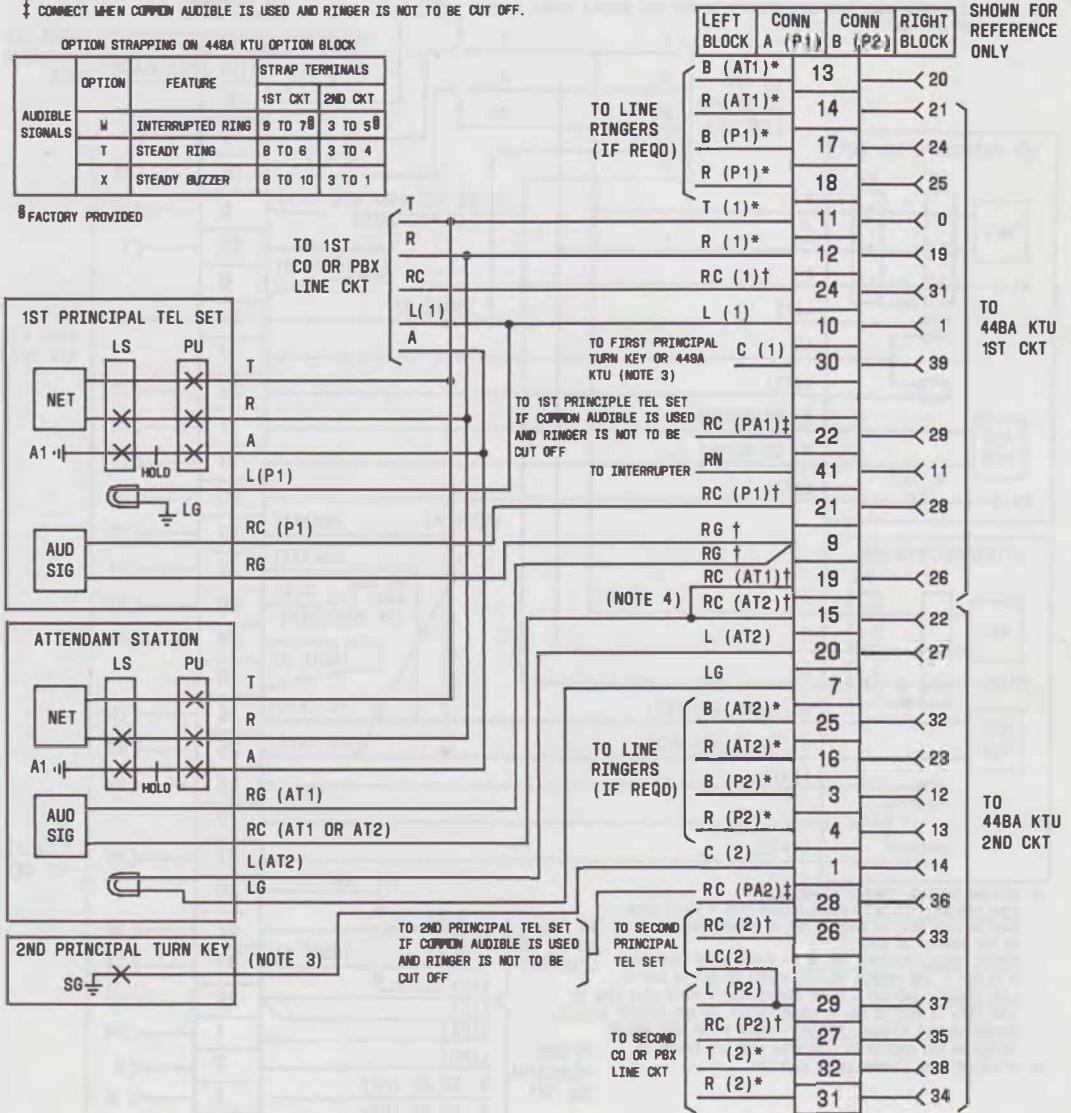 ‡ CONNECT WHEN COMMON AUDIBLE IS USED AND RINGER IS NOT TO BE CUT OFF.
OPTION STRAPPING ON 448A KTU OPTION BLOCK
OPTION FEATURE STRAP TERMINALS
1ST CKT 2ND CKT
AUDIBLE SIGNALS
W INTERRUPTED RING 9 TO 7§ 3 TO 5§
T STEADY RING 8 TO 6 3 TO 4
X STEADY BUZZER 8 TO 10 3 TO 1
§ FACTORY PROVIDED
LEFT BLOCK CONN A (P1) CONN B (P2) RIGHT BLOCK
SHOWN FOR
REFERENCE
ONLY
TO LINE
RINGERS
(IF REQD)
B (AT1)* 13 20
R (AT1)* 14 21
B (P1)* 17 24
R (P1)* 18 25
T (1)* 11 0
R (1)* 12 19
RC (1)† 24 31
L (1) 10 1
TO FIRST PRINCIPAL
TURN KEY OR 449A
KTU (NOTE 3)
C (1) 30 39
TO 1ST PRINCIPLE TEL SET
IF COMMON AUDIBLE IS USED
AND RINGER IS NOT TO BE
CUT OFF
RC (PA1)‡ 22 29
TO INTERRUPTER RN 41 11
RC (P1)† 21 28
RG † 9
RG †
RC (AT1)† 19 26
(NOTE 4)
RC (AT2)† 15 22
L (AT2) 20 27
LG 7
TO
448A KTU
1ST CKT
TO 1ST
CO OR PBX
LINE CKT
T
R
RC
L(1)
A
1ST PRINCIPAL TEL SET
LS PU
NET
T
R
A1 A
HOLD
L(P1)
LG
AUD
SIG
RC (P1)
RG
ATTENDANT STATION
LS PU
NET
T
R
A1 A
HOLD
AUD
SIG
RG (AT1)
RC (AT1 OR AT2)
L(AT2)
LG
2ND PRINCIPAL TURN KEY
SG
(NOTE 3)
TO LINE
RINGERS
(IF REQD)
B (AT2)* 25 32
R (AT2)* 16 23
B (P2)* 3 12
R (P2)* 4 13
C (2) 1 14
TO 2ND PRINCIPAL TEL SET
IF COMMON AUDIBLE IS USED
AND RINGER IS NOT TO BE
CUT OFF
RC (PA2)‡ 28 36
TO SECOND
PRINCIPAL
TEL SET
RC (2)† 26 33
LC(2)
TO SECOND
CO OR PBX
LINE CKT
L (P2) 29 37
RC (P2)† 27 35
T (2)* 32 38
R (2)* 31 34
TO
448A KTU
2ND CKT